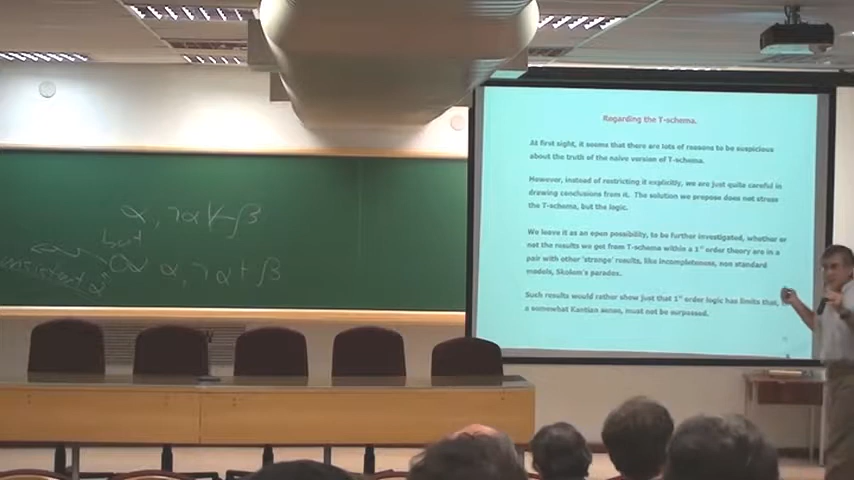 α, ¬α ⊬ β
but
∘α, α, ¬α ⊢ β
Regarding the T-schema.
At first sight, it seems that there are lots of reasons to be suspicious
about the truth of the naive version of T-schema.
However, instead of restricting it explicitly, we are just quite careful in
drawing conclusions from it. The solution we propose does not stress
the T-schema, but the logic.
We leave it as an open possibility, to be further investigated, whether or
not the results we get from T-schema within a 1st order theory are in a
pair with other 'strange' results, like incompleteness, non standard
models, Skolem's paradox.
Such results would rather show just that 1st order logic has limits that,
a somewhat Kantian sense, must not be surpassed.